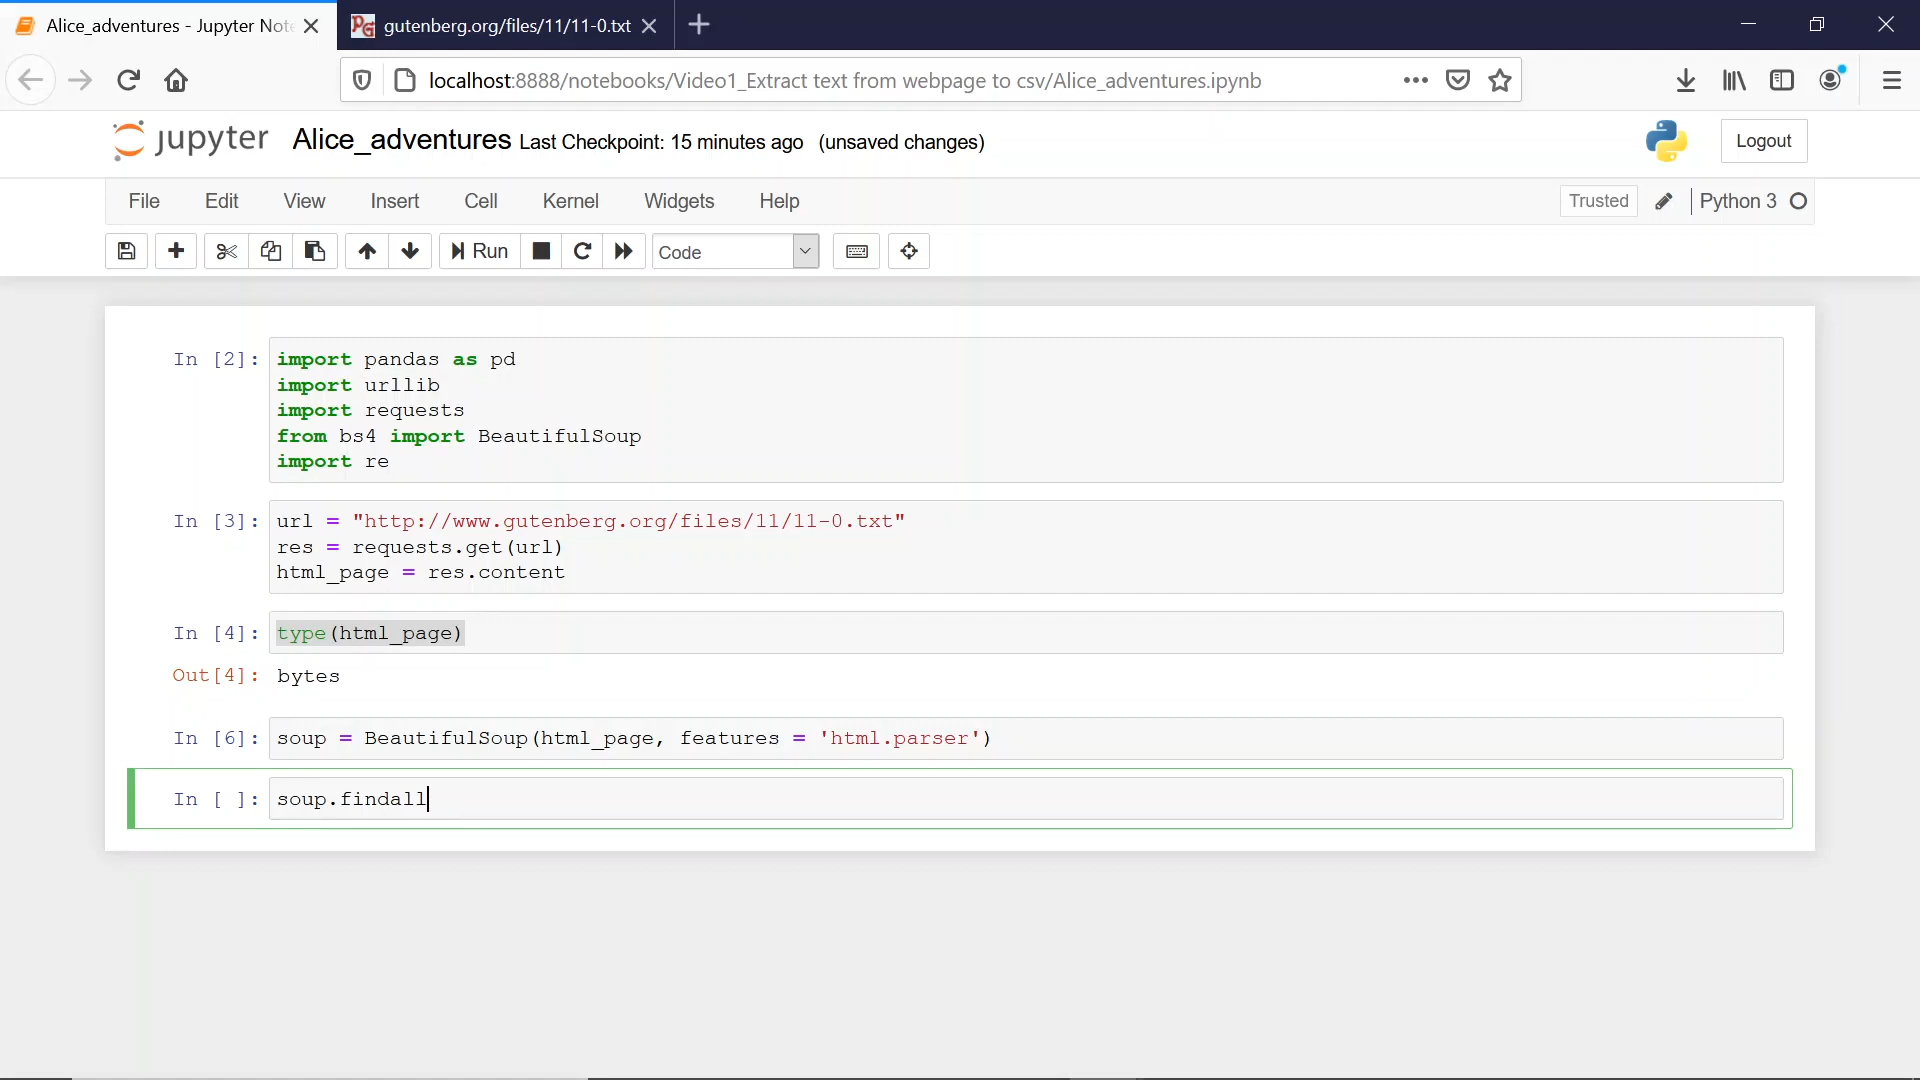 Alice_adventures - Jupyter Note
gutenberg.org/files/11/11-0.txt
localhost:8888/notebooks/Video1_Extract text from webpage to csv/Alice_adventures.ipynb
jupyter Alice_adventures Last Checkpoint: 15 minutes ago (unsaved changes)
Logout
File Edit View Insert Cell Kernel Widgets Help
Trusted Python 3
Run Code
In [2]: import pandas as pd
import urllib
import requests
from bs4 import BeautifulSoup
import re
In [3]: url = "http://www.gutenberg.org/files/11/11-0.txt"
res = requests.get(url)
html_page = res.content
In [4]: type(html_page)
Out[4]: bytes
In [6]: soup = BeautifulSoup(html_page, features = 'html.parser')
In [ ]: soup.findall